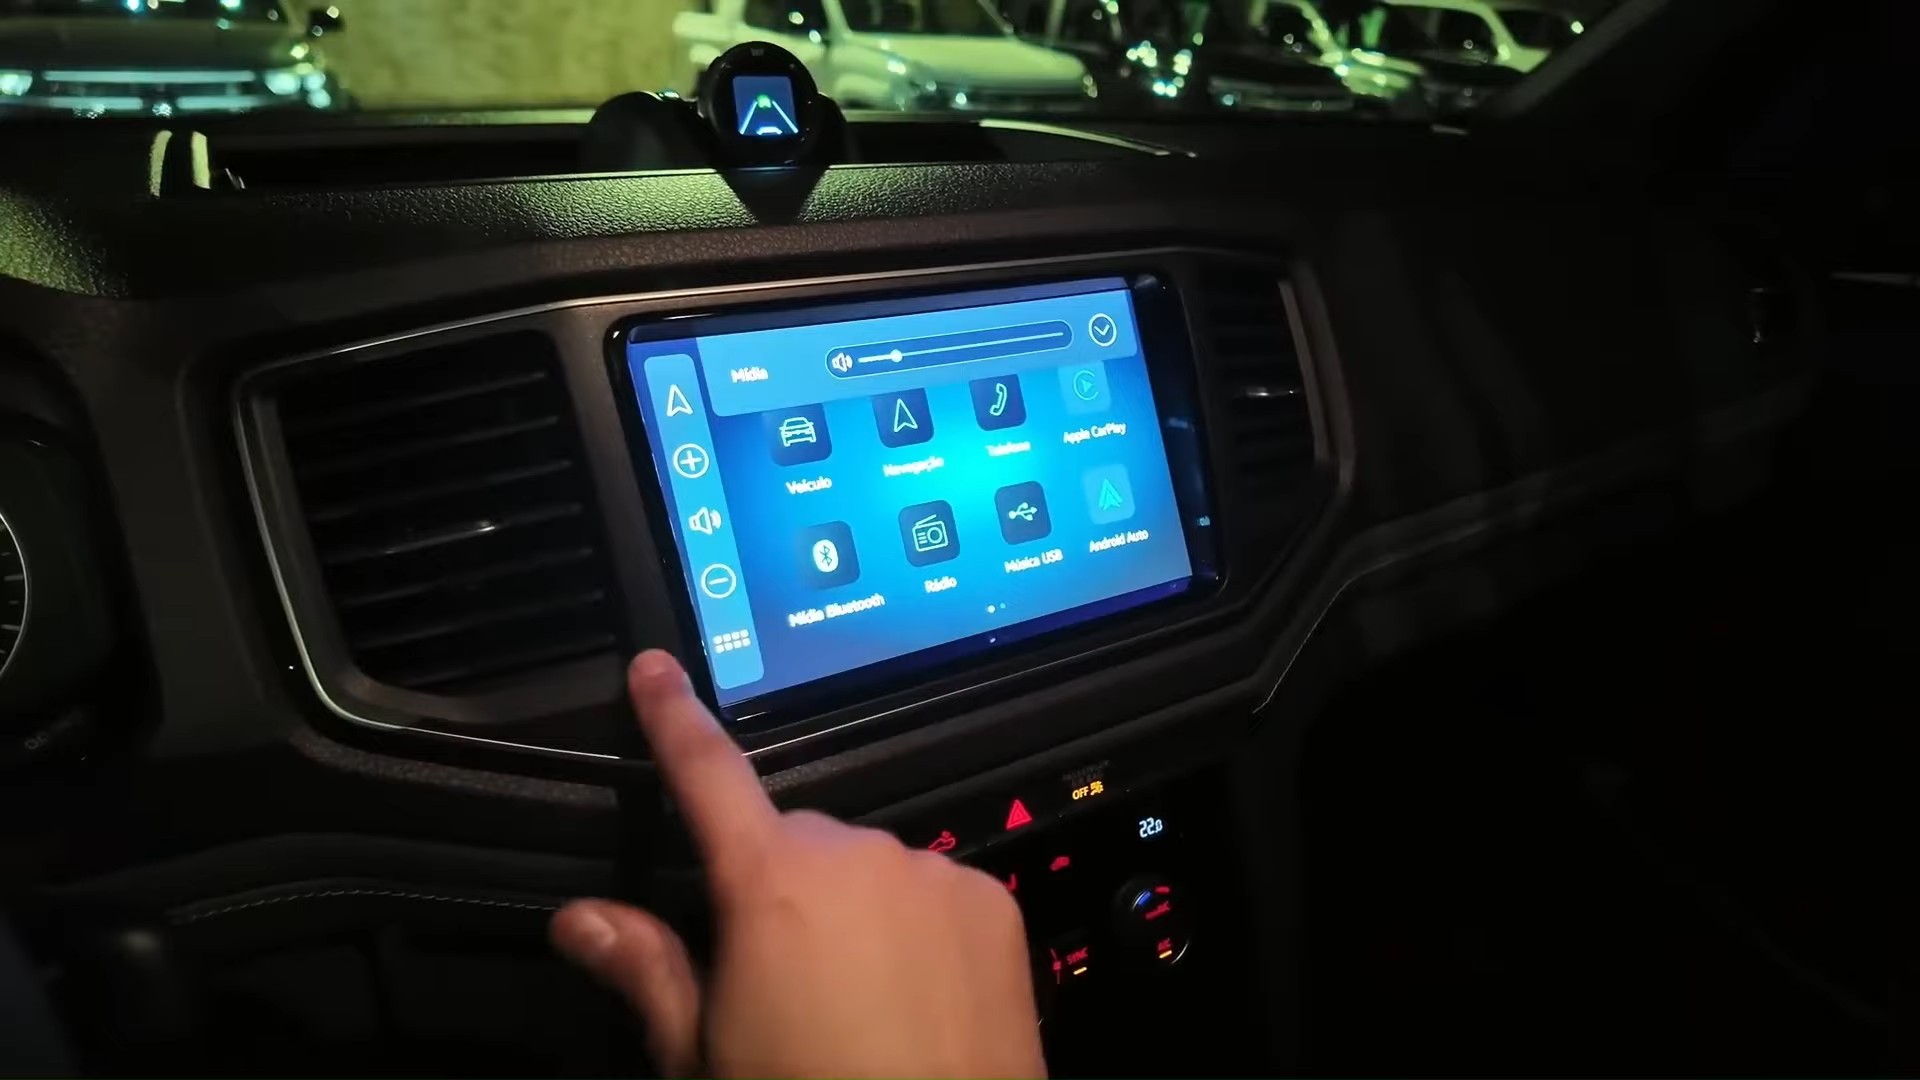 Mídia
Veículo
Navegação
Telefone
Apple CarPlay
Mídia Bluetooth
Rádio
Música USB
Android Auto
OFF
22.0
SYNC